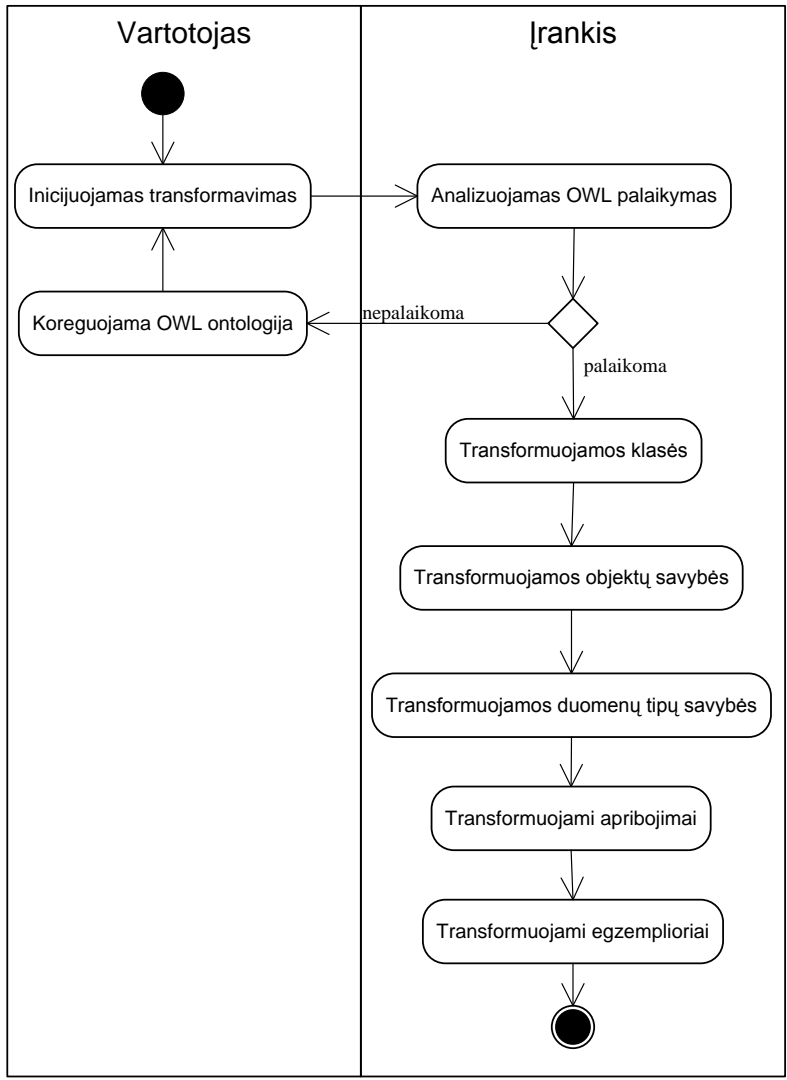 Vartotojas
Įrankis
Inicijuojamas transformavimas
Analizuojamas OWL palaikymas
Koreguojama OWL ontologija
nepalaikoma
palaikoma
Transformuojamos klasės
Transformuojamos objektų savybės
Transformuojamos duomenų tipų savybės
Transformuojami apribojimai
Transformuojami egzemplioriai